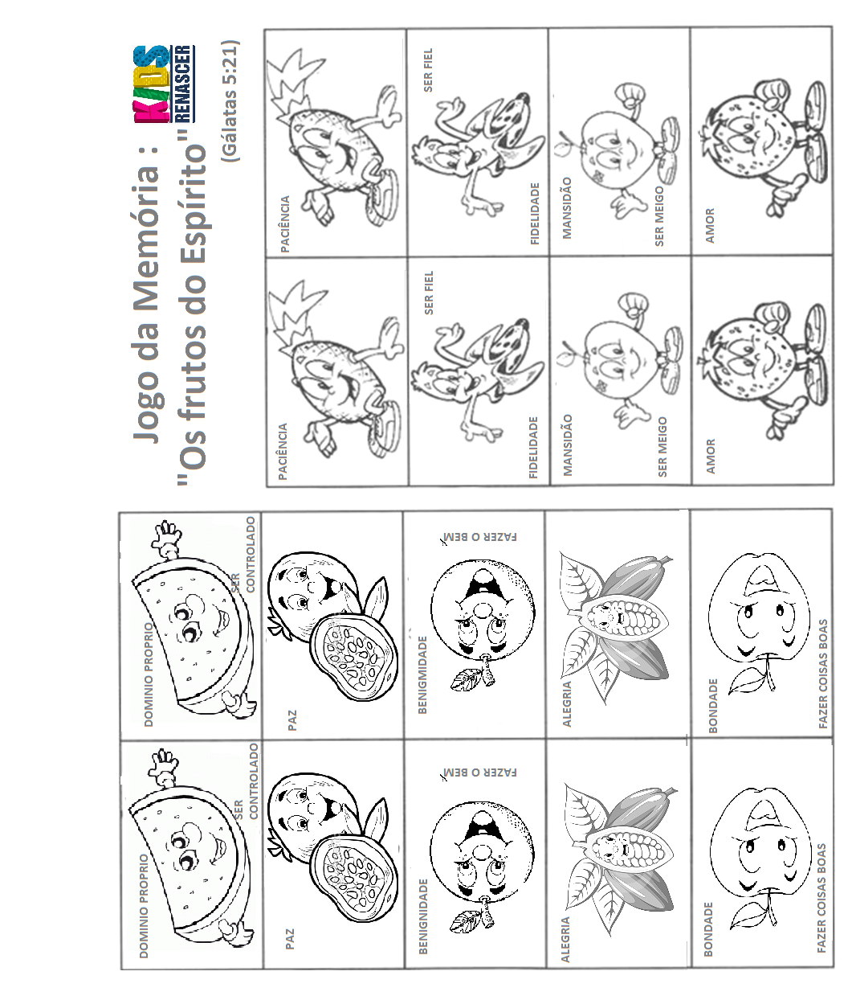 Jogo da Memória :
KIDS
RENASCER
"Os frutos do Espírito"
(Gálatas 5:21)
DOMINIO PROPRIO
SER
CONTROLADO
DOMINIO PROPRIO
SER
CONTROLADO
PAZ
PAZ
BENIGNIDADE
FAZER O BEM
BENIGMIDADE
FAZER O BEM
ALEGRIA
ALEGRIA
BONDADE
FAZER COISAS BOAS
BONDADE
FAZER COISAS BOAS
PACIÊNCIA
PACIÊNCIA
SER FIEL
FIDELIDADE
SER FIEL
FIDELIDADE
MANSIDÃO
SER MEIGO
MANSIDÃO
SER MEIGO
AMOR
AMOR